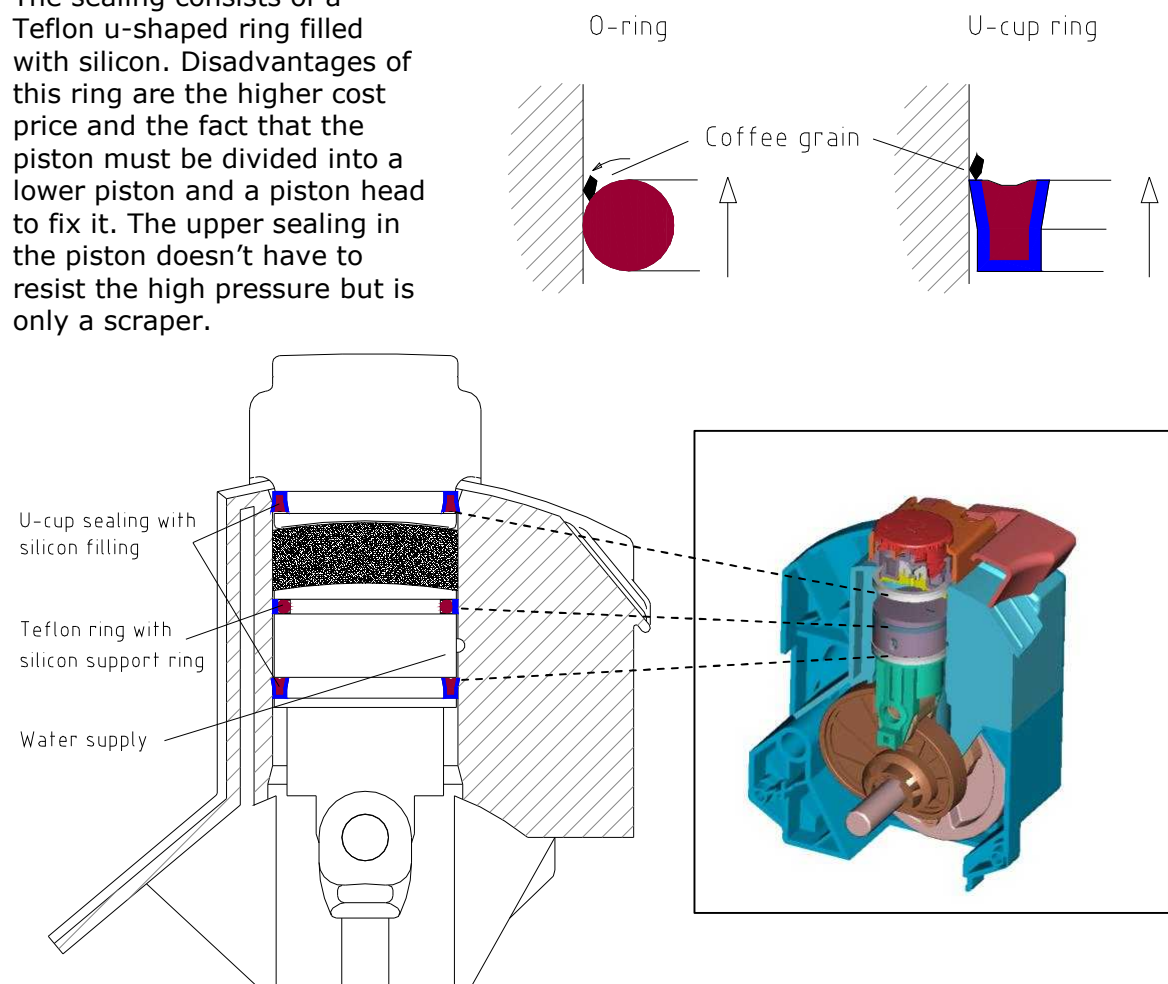 The sealing consists of a
Teflon u-shaped ring filled
with silicon. Disadvantages of
this ring are the higher cost
price and the fact that the
piston must be divided into a
lower piston and a piston head
to fix it. The upper sealing in
the piston doesn’t have to
resist the high pressure but is
only a scraper.
O-ring
U-cup ring
Coffee grain
U-cup sealing with
silicon filling
Teflon ring with
silicon support ring
Water supply